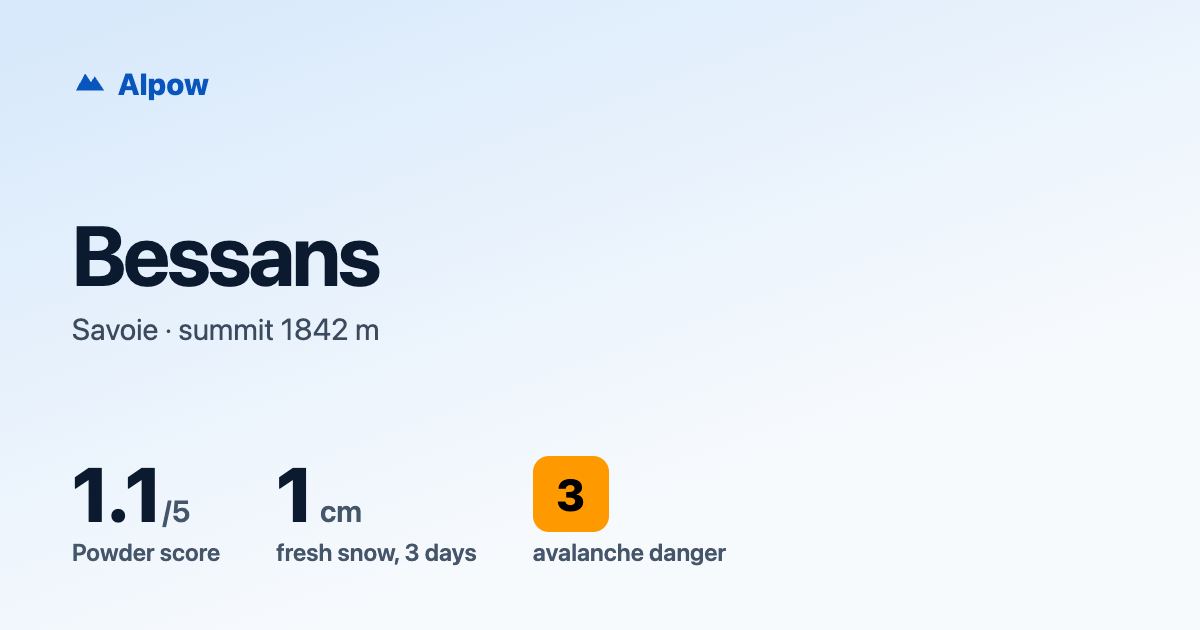 Alpow
Bessans
Savoie · summit 1842 m
1.1/5
Powder score
1 cm
fresh snow, 3 days
3
avalanche danger